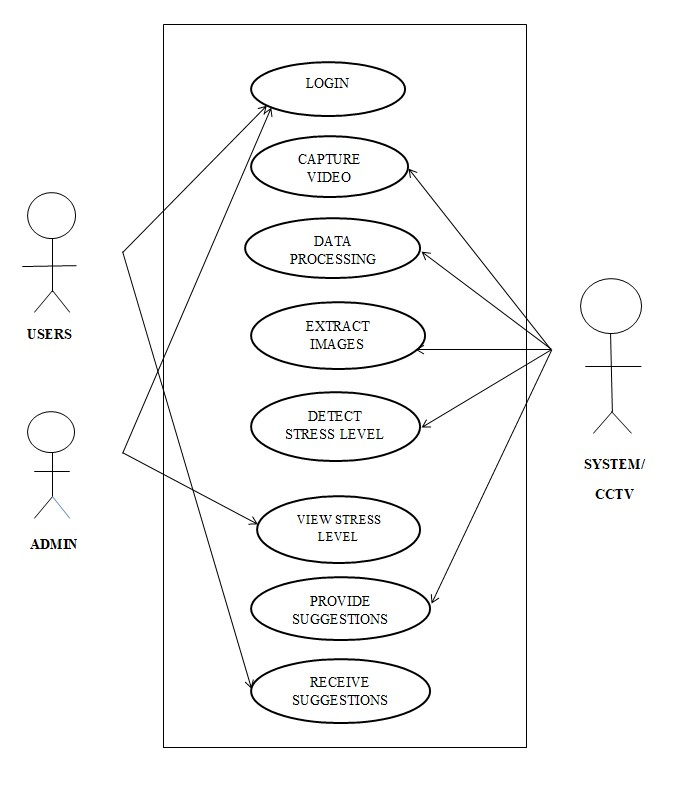 LOGIN
CAPTURE
VIDEO
DATA
PROCESSING
EXTRACT
IMAGES
DETECT
STRESS LEVEL
VIEW STRESS
LEVEL
PROVIDE
SUGGESTIONS
RECEIVE
SUGGESTIONS
USERS
ADMIN
SYSTEM/
CCTV